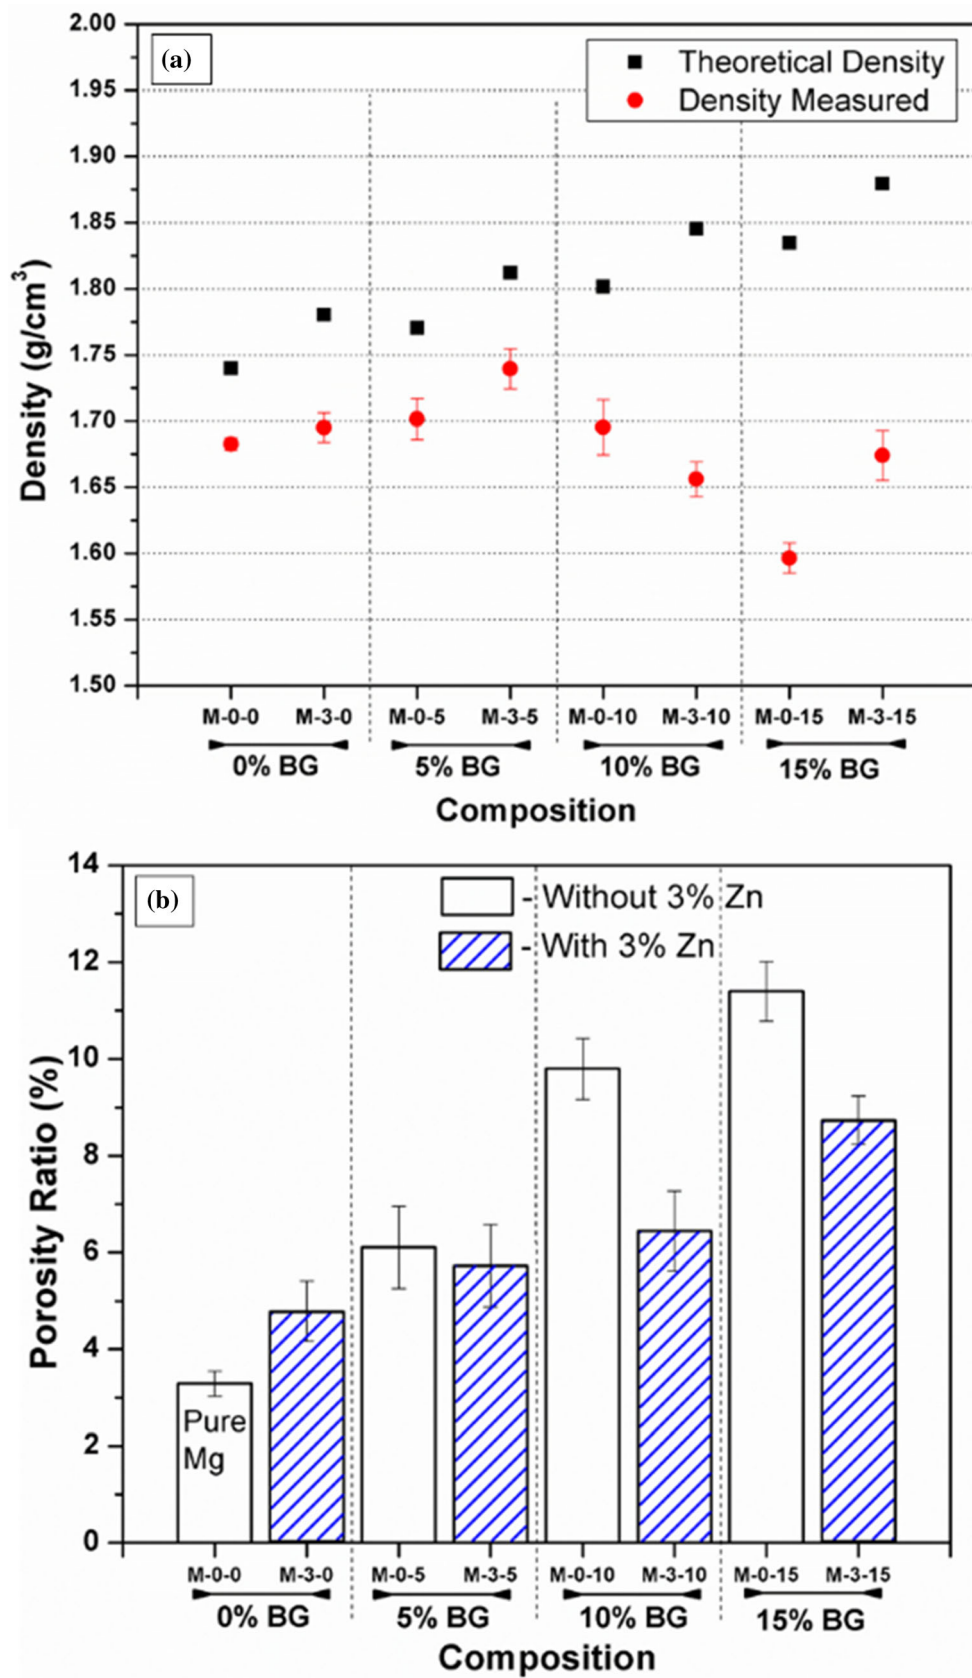 (a)
Theoretical Density
Density Measured
2.00
1.95
1.90
1.85
1.80
1.75
1.70
1.65
1.60
1.55
1.50
Density (g/cm³)
M-0-0 M-3-0 M-0-5 M-3-5 M-0-10 M-3-10 M-0-15 M-3-15
0% BG 5% BG 10% BG 15% BG
Composition
(b)
- Without 3% Zn
- With 3% Zn
14
12
10
8
6
4
2
0
Porosity Ratio (%)
Pure
Mg
M-0-0 M-3-0 M-0-5 M-3-5 M-0-10 M-3-10 M-0-15 M-3-15
0% BG 5% BG 10% BG 15% BG
Composition